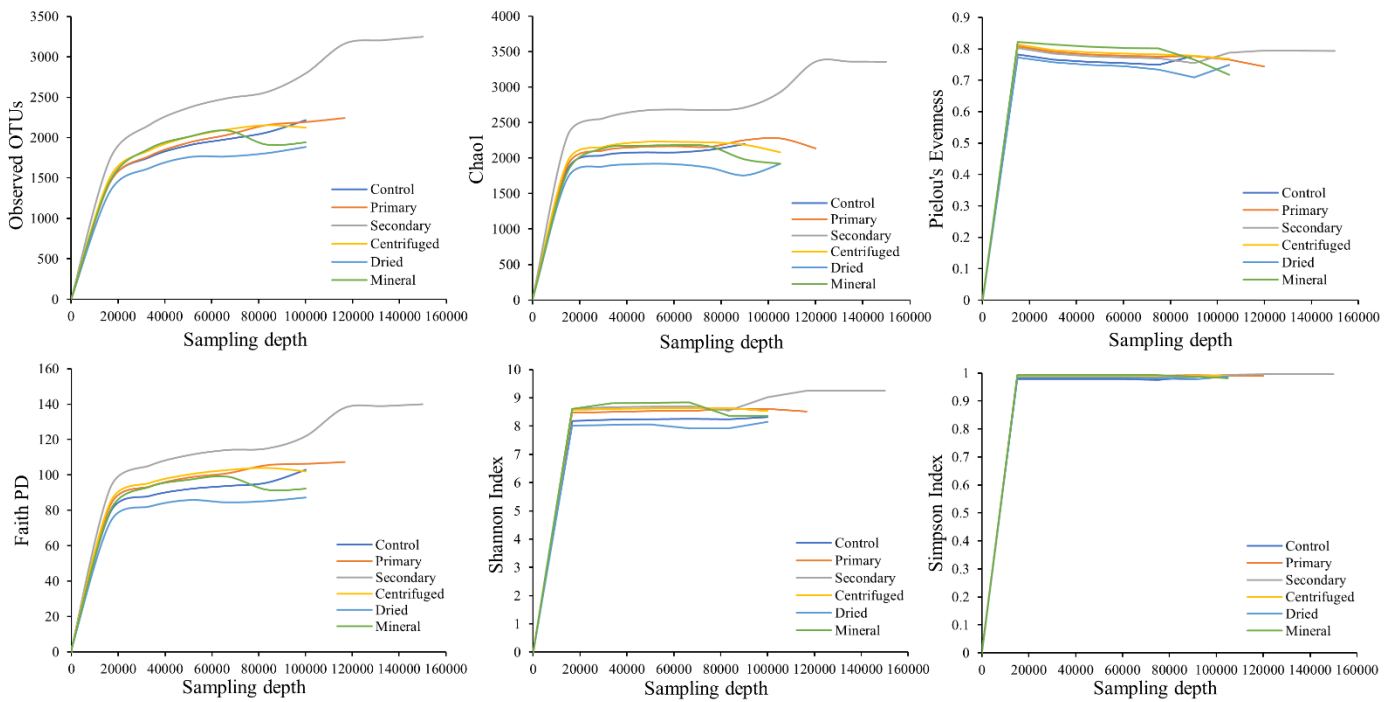 3500
3000
2500
2000
1500
1000
500
0
0 20000 40000 60000 80000 100000 120000 140000 160000
Observed OTUs
Sampling depth
Control
Primary
Secondary
Centrifuged
Dried
Mineral
4000
3500
3000
2500
2000
1500
1000
500
0
0 20000 40000 60000 80000 100000 120000 140000 160000
Chao1
Sampling depth
Control
Primary
Secondary
Centrifuged
Dried
Mineral
0.9
0.8
0.7
0.6
0.5
0.4
0.3
0.2
0.1
0
0 20000 40000 60000 80000 100000 120000 140000 160000
Pielou's Evenness
Sampling depth
Control
Primary
Secondary
Centrifuged
Dried
Mineral
160
140
120
100
80
60
40
20
0
0 20000 40000 60000 80000 100000 120000 140000 160000
Faith PD
Sampling depth
Control
Primary
Secondary
Centrifuged
Dried
Mineral
10
9
8
7
6
5
4
3
2
1
0
0 20000 40000 60000 80000 100000 120000 140000 160000
Shannon Index
Sampling depth
Control
Primary
Secondary
Centrifuged
Dried
Mineral
1
0.9
0.8
0.7
0.6
0.5
0.4
0.3
0.2
0.1
0
0 20000 40000 60000 80000 100000 120000 140000 160000
Simpson Index
Sampling depth
Control
Primary
Secondary
Centrifuged
Dried
Mineral